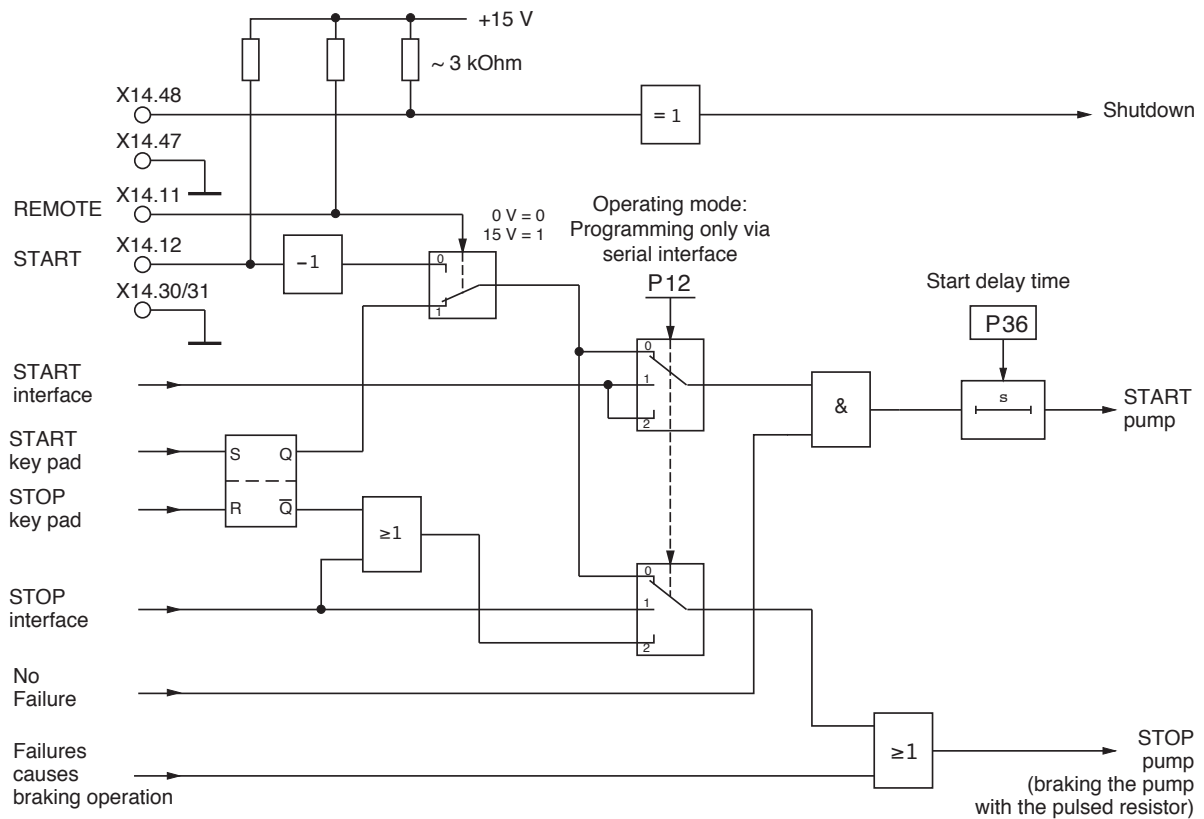 +15 V
~ 3 kOhm
X14.48
= 1
Shutdown
X14.47
X14.11
REMOTE
0 V = 0
15 V = 1
Operating mode:
Programming only via
serial interface
P12
X14.12
START
–1
0
1
X14.30/31
Start delay time
P36
START
interface
0
1
2
&
s
START
pump
START
key pad
S Q
STOP
key pad
R Q̅
≥1
STOP
interface
0
1
2
No
Failure
Failures
causes
braking operation
≥1
STOP
pump
(braking the pump
with the pulsed resistor)